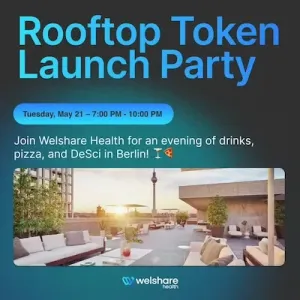 Rooftop Token
Launch Party
Tuesday, May 21 – 7:00 PM - 10:00 PM
Join Welshare Health for an evening of drinks,
pizza, and DeSci in Berlin! 🍸🍕
welshare
health